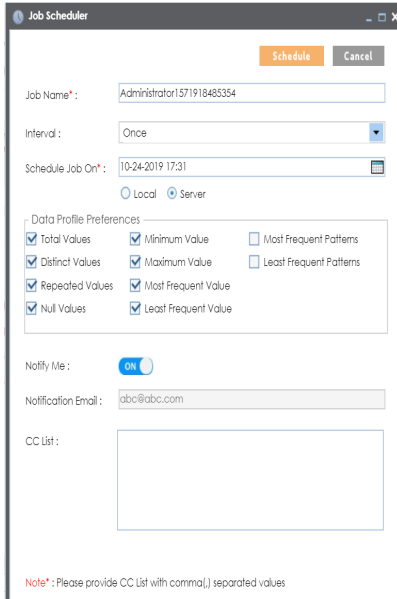 Job Scheduler
Schedule Cancel
Job Name* : Administrator1571918485354
Interval : Once
Schedule Job On* : 10-24-2019 17:31
Local Server
Data Profile Preferences
Total Values Minimum Value Most Frequent Patterns
Distinct Values Maximum Value Least Frequent Patterns
Repeated Values Most Frequent Value
Null Values Least Frequent Value
Notify Me : ON
Notification Email : abc@abc.com
CC List :
Note* : Please provide CC List with comma(,) separated values